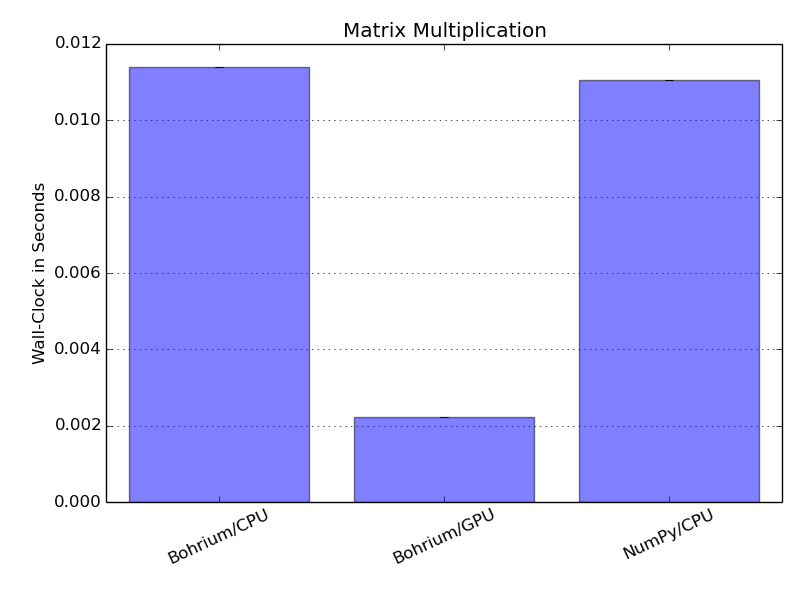 Matrix Multiplication
0.012
0.010
0.008
0.006
0.004
0.002
0.000
Wall-Clock in Seconds
Bohrium/CPU
Bohrium/GPU
NumPy/CPU